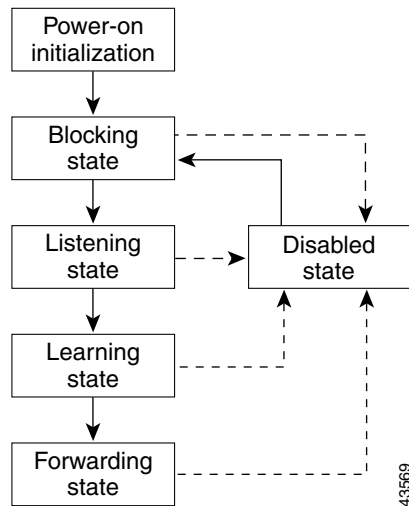 Power-on
initialization
Blocking
state
Listening
state
Disabled
state
Learning
state
Forwarding
state
43569